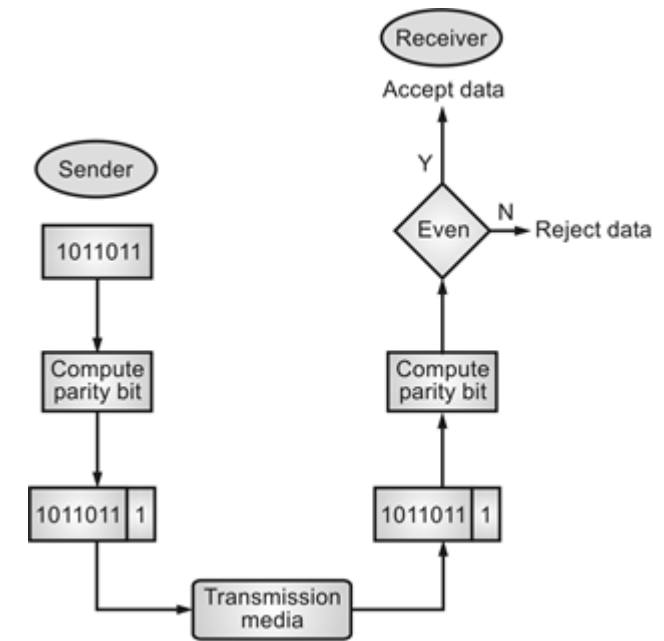 Sender
1011011
Compute
parity bit
1011011 1
Transmission
media
1011011 1
Compute
parity bit
Even
Y
N
Reject data
Accept data
Receiver